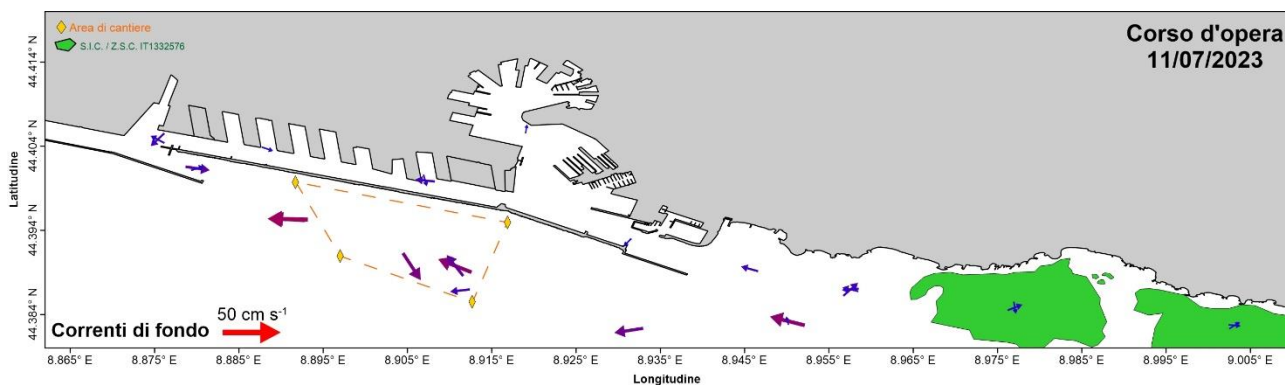 Area di cantiere
S.I.C. / Z.S.C. IT1332576
Corso d'opera
11/07/2023
44.414° N
44.404° N
44.394° N
44.384° N
Latitudine
Correnti di fondo
50 cm s⁻¹
8.865° E 8.875° E 8.885° E 8.895° E 8.905° E 8.915° E 8.925° E 8.935° E 8.945° E 8.955° E 8.965° E 8.975° E 8.985° E 8.995° E 9.005° E
Longitudine